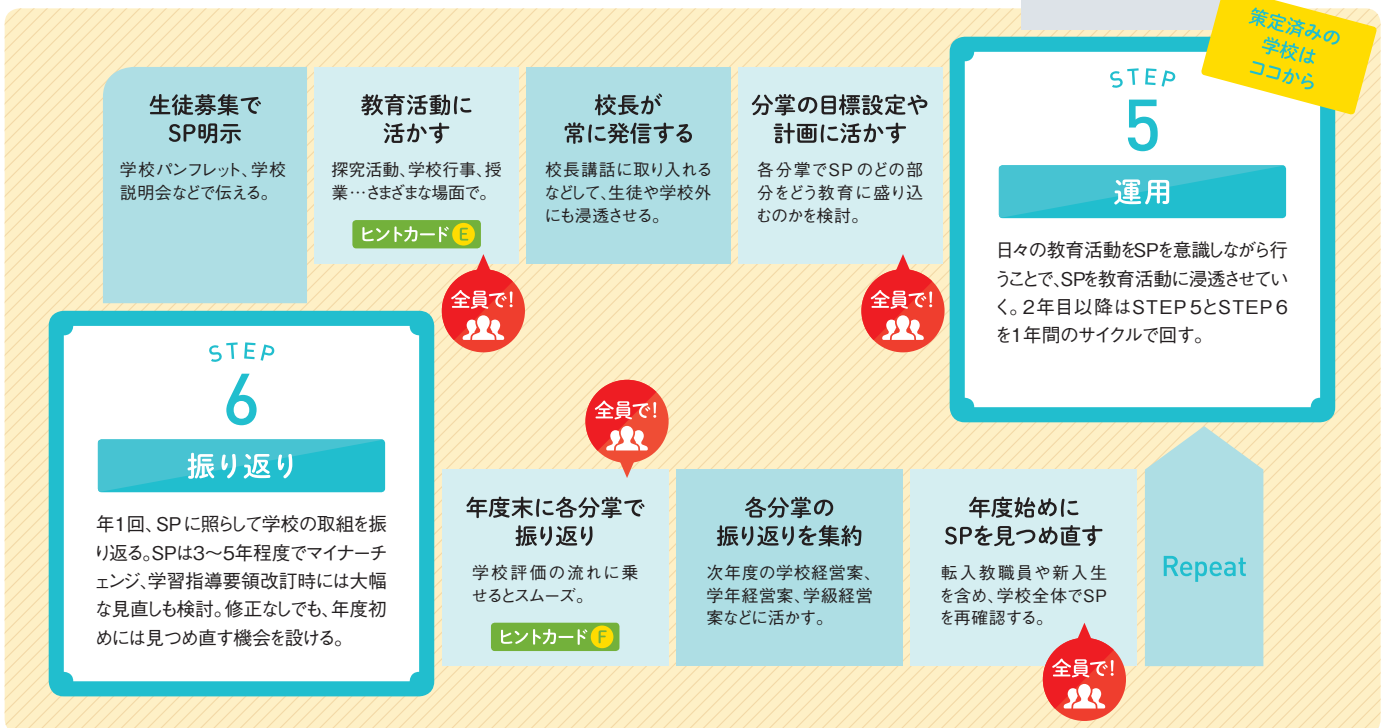 策定済みの
学校は
ココから
STEP
5
運用
日々の教育活動をSPを意識しながら行
うことで、SPを教育活動に浸透させてい
く。2年目以降はSTEP5とSTEP6
を1年間のサイクルで回す。
分掌の目標設定や
計画に活かす
各分掌でSPのどの部
分をどう教育に盛り込
むのかを検討。
全員で!
校長が
常に発信する
校長講話に取り入れる
などして、生徒や学校外
にも浸透させる。
教育活動に
活かす
探究活動、学校行事、授
業…さまざまな場面で。
ヒントカード E
全員で!
生徒募集で
SP明示
学校パンフレット、学校
説明会などで伝える。
STEP
6
振り返り
年1回、SPに照らして学校の取組を振
り返る。SPは3〜5年程度でマイナーチ
ェンジ、学習指導要領改訂時には大幅
な見直しも検討。修正なしでも、年度初
めには見つめ直す機会を設ける。
全員で!
年度末に各分掌で
振り返り
学校評価の流れに乗
せるとスムーズ。
ヒントカード F
各分掌の
振り返りを集約
次年度の学校経営案、
学年経営案、学級経営
案などに活かす。
年度始めに
SPを見つめ直す
転入教職員や新入生
を含め、学校全体でSP
を再確認する。
全員で!
Repeat